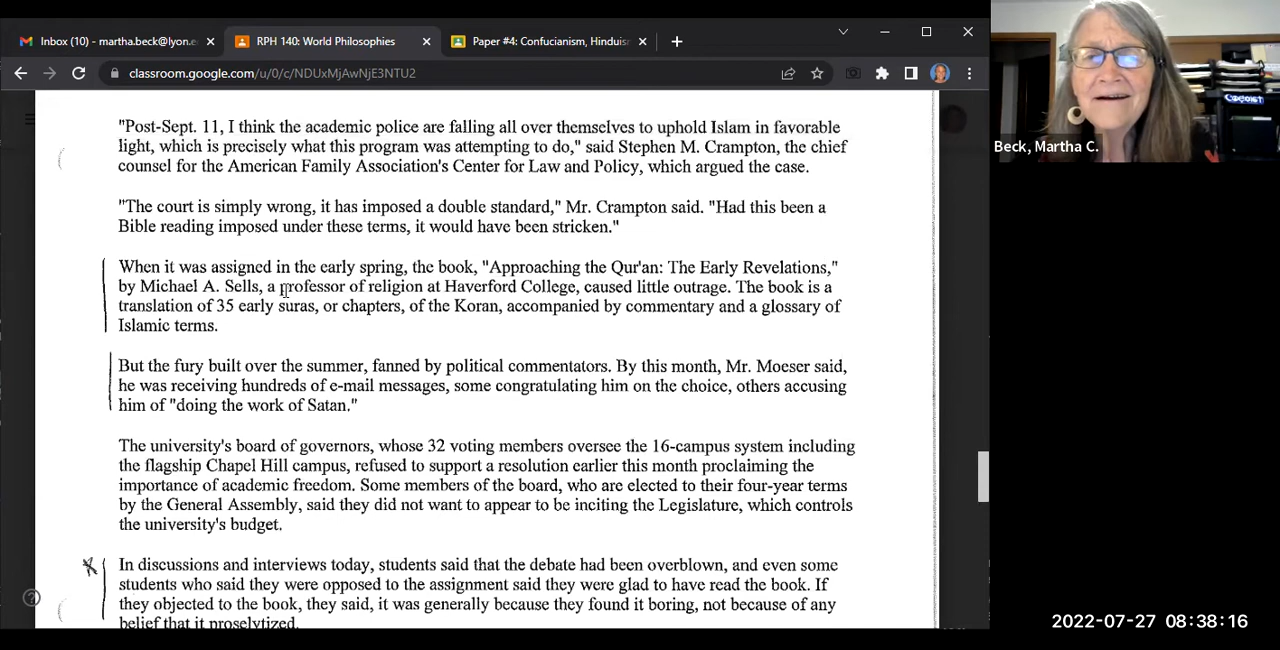 Inbox (10) - martha.beck@lyon.e
RPH 140: World Philosophies
Paper #4: Confucianism, Hinduis
classroom.google.com/u/0/c/NDUxMjAwNjE3NTU2
"Post-Sept. 11, I think the academic police are falling all over themselves to uphold Islam in favorable
light, which is precisely what this program was attempting to do," said Stephen M. Crampton, the chief
counsel for the American Family Association's Center for Law and Policy, which argued the case.
"The court is simply wrong, it has imposed a double standard," Mr. Crampton said. "Had this been a
Bible reading imposed under these terms, it would have been stricken."
When it was assigned in the early spring, the book, "Approaching the Qur'an: The Early Revelations,"
by Michael A. Sells, a professor of religion at Haverford College, caused little outrage. The book is a
translation of 35 early suras, or chapters, of the Koran, accompanied by commentary and a glossary of
Islamic terms.
But the fury built over the summer, fanned by political commentators. By this month, Mr. Moeser said,
he was receiving hundreds of e-mail messages, some congratulating him on the choice, others accusing
him of "doing the work of Satan."
The university's board of governors, whose 32 voting members oversee the 16-campus system including
the flagship Chapel Hill campus, refused to support a resolution earlier this month proclaiming the
importance of academic freedom. Some members of the board, who are elected to their four-year terms
by the General Assembly, said they did not want to appear to be inciting the Legislature, which controls
the university's budget.
In discussions and interviews today, students said that the debate had been overblown, and even some
students who said they were opposed to the assignment said they were glad to have read the book. If
they objected to the book, they said, it was generally because they found it boring, not because of any
belief that it proselytized.
Beck, Martha C.
2022-07-27 08:38:16